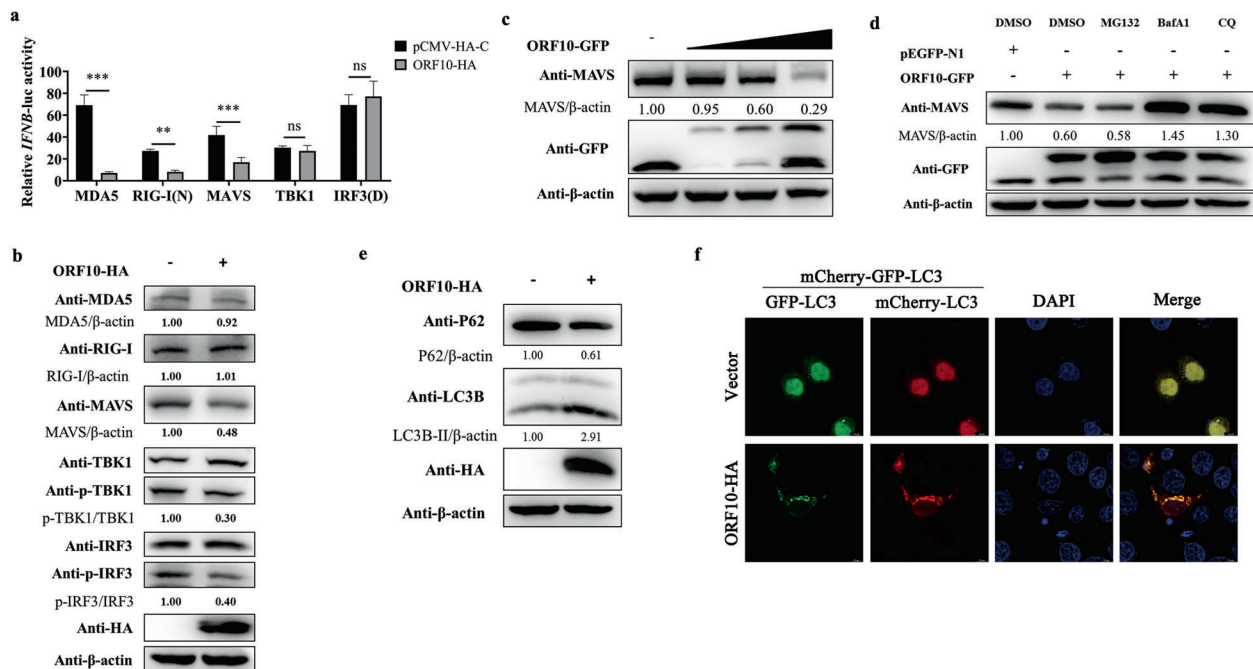 a
pCMV-HA-C
ORF10-HA
Relative IFNB-luc activity
100
80
60
40
20
0
***
**
***
ns
ns
MDA5
RIG-I(N)
MAVS
TBK1
IRF3(D)
b
ORF10-HA - +
Anti-MDA5
MDA5/β-actin 1.00 0.92
Anti-RIG-I
RIG-I/β-actin 1.00 1.01
Anti-MAVS
MAVS/β-actin 1.00 0.48
Anti-TBK1
Anti-p-TBK1
p-TBK1/TBK1 1.00 0.30
Anti-IRF3
Anti-p-IRF3
p-IRF3/IRF3 1.00 0.40
Anti-HA
Anti-β-actin
c
ORF10-GFP -
Anti-MAVS
MAVS/β-actin 1.00 0.95 0.60 0.29
Anti-GFP
Anti-β-actin
d
DMSO DMSO MG132 BafA1 CQ
pEGFP-N1 + - - - -
ORF10-GFP - + + + +
Anti-MAVS
MAVS/β-actin 1.00 0.60 0.58 1.45 1.30
Anti-GFP
Anti-β-actin
e
ORF10-HA - +
Anti-P62
P62/β-actin 1.00 0.61
Anti-LC3B
LC3B-II/β-actin 1.00 2.91
Anti-HA
Anti-β-actin
f
mCherry-GFP-LC3
GFP-LC3 mCherry-LC3 DAPI Merge
Vector
ORF10-HA